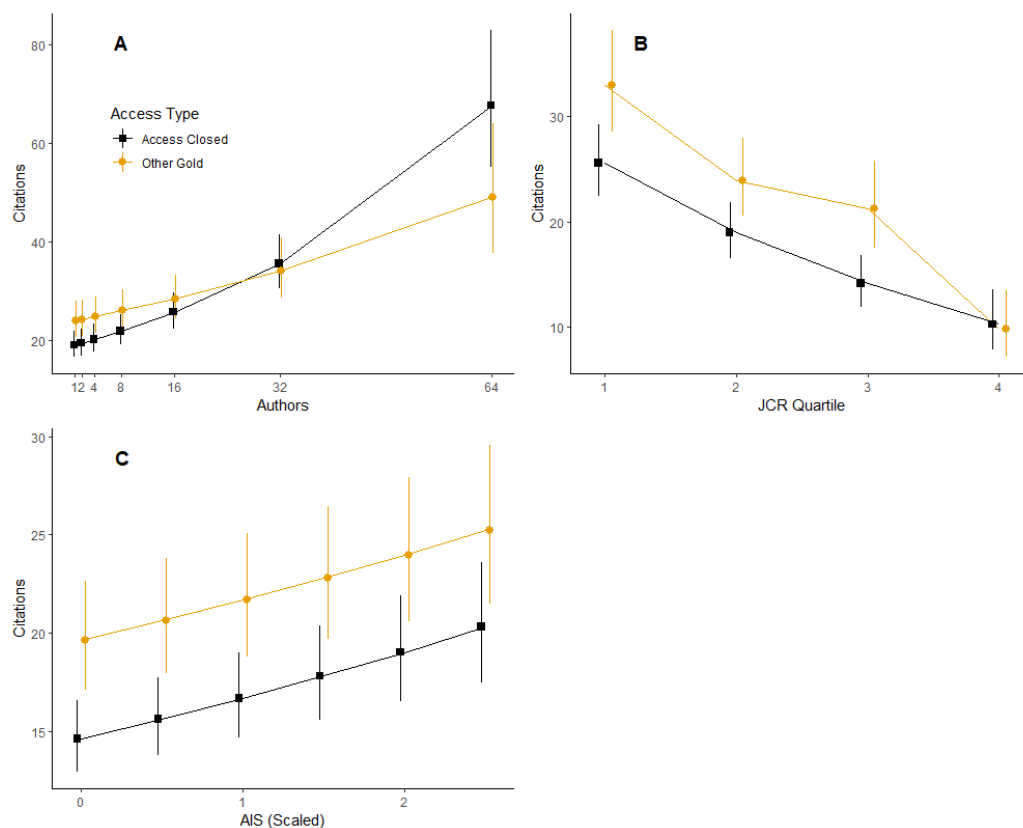 A
B
80
60
40
20
Citations
Access Type
Access Closed
Other Gold
1 2 4 8 16 32 64
Authors
30
20
10
Citations
1 2 3 4
JCR Quartile
C
30
25
20
15
Citations
0 1 2
AIS (Scaled)